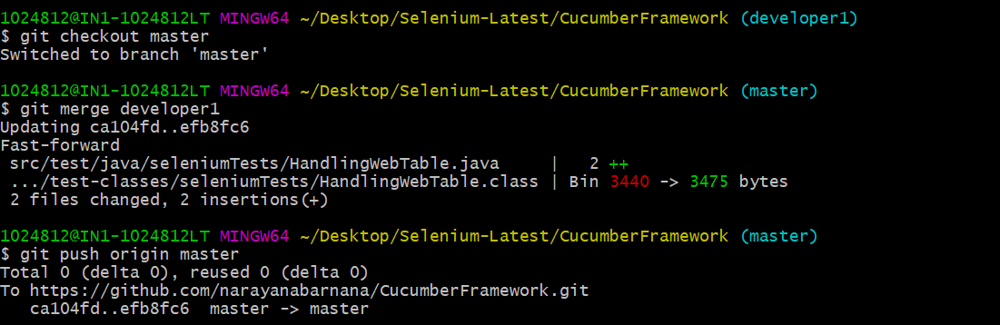 1024812@IN1-1024812LT MINGW64 ~/Desktop/Selenium-Latest/CucumberFramework (developer1)
$ git checkout master
Switched to branch 'master'
1024812@IN1-1024812LT MINGW64 ~/Desktop/Selenium-Latest/CucumberFramework (master)
$ git merge developer1
Updating ca104fd..efb8fc6
Fast-forward
 src/test/java/seleniumTests/HandlingWebTable.java     |   2 ++
 .../test-classes/seleniumTests/HandlingWebTable.class | Bin 3440 -> 3475 bytes
 2 files changed, 2 insertions(+)
1024812@IN1-1024812LT MINGW64 ~/Desktop/Selenium-Latest/CucumberFramework (master)
$ git push origin master
Total 0 (delta 0), reused 0 (delta 0)
To https://github.com/narayanabarnana/CucumberFramework.git
   ca104fd..efb8fc6  master -> master